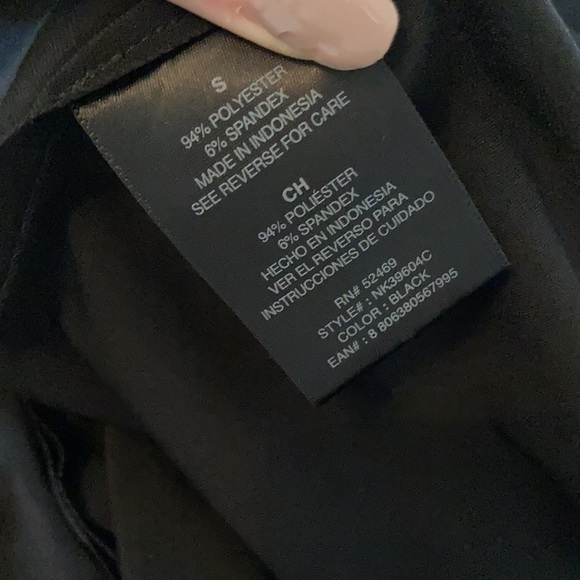 S
94% POLYESTER
6% SPANDEX
MADE IN INDONESIA
SEE REVERSE FOR CARE
CH
94% POLIÉSTER
6% SPANDEX
HECHO EN INDONESIA
VER EL REVERSO PARA
INSTRUCCIONES DE CUIDADO
RN# 52469
STYLE# : NK39604C
COLOR : BLACK
EAN# : 8 806380567995